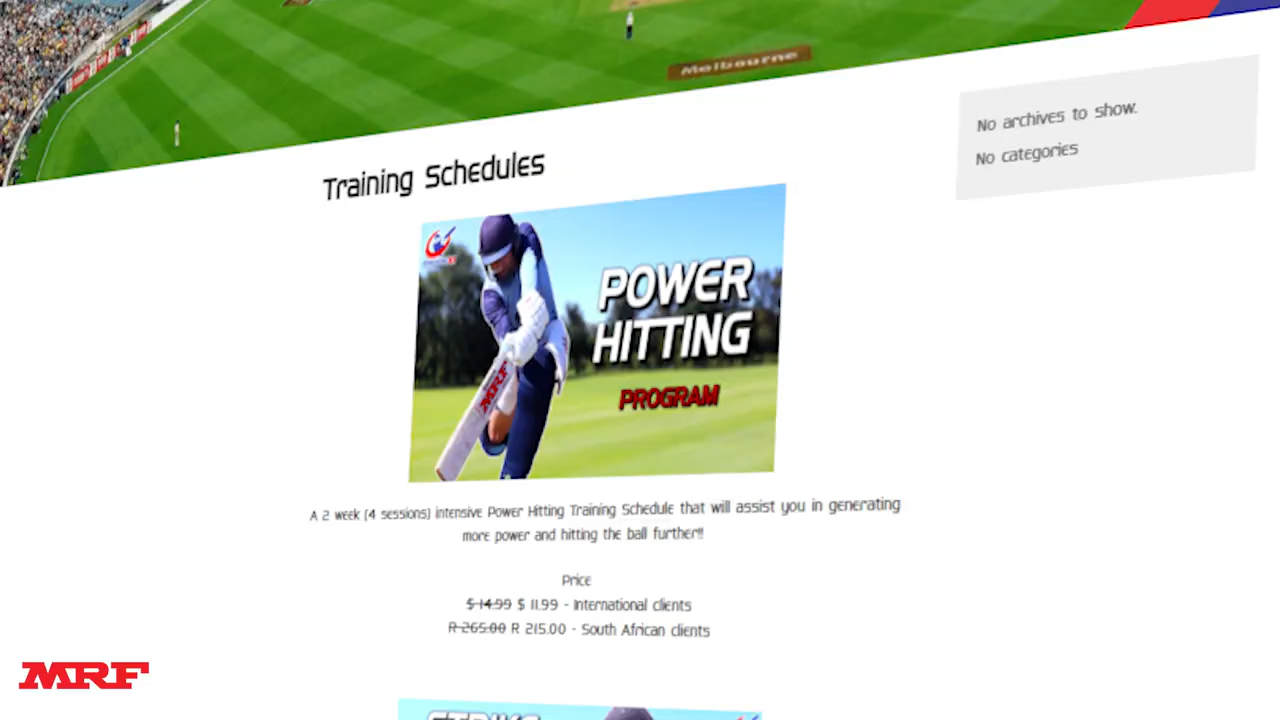 Melbourne
No archives to show.
No categories
Training Schedules
POWER
HITTING
PROGRAM
MRF
A 2 week (4 sessions) intensive Power Hitting Training Schedule that will assist you in generating
more power and hitting the ball further!!
Price
$ 14.99 $ 11.99 - International clients
R 265.00 R 215.00 - South African clients
MRF
STRIKE